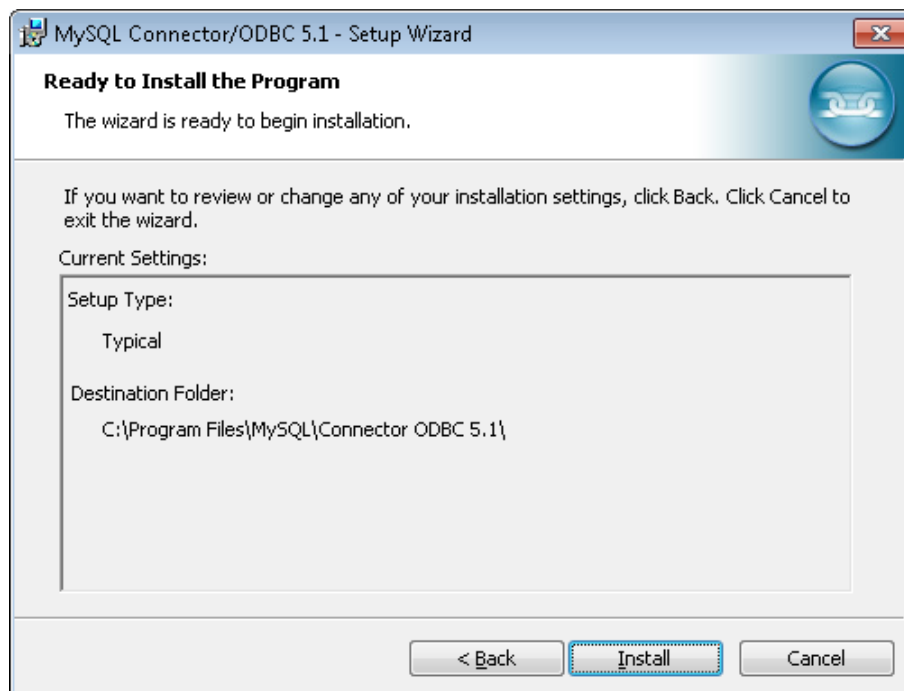 MySQL Connector/ODBC 5.1 - Setup Wizard
Ready to Install the Program
The wizard is ready to begin installation.
If you want to review or change any of your installation settings, click Back. Click Cancel to
exit the wizard.
Current Settings:
Setup Type:
Typical
Destination Folder:
C:\Program Files\MySQL\Connector ODBC 5.1\
< Back
Install
Cancel